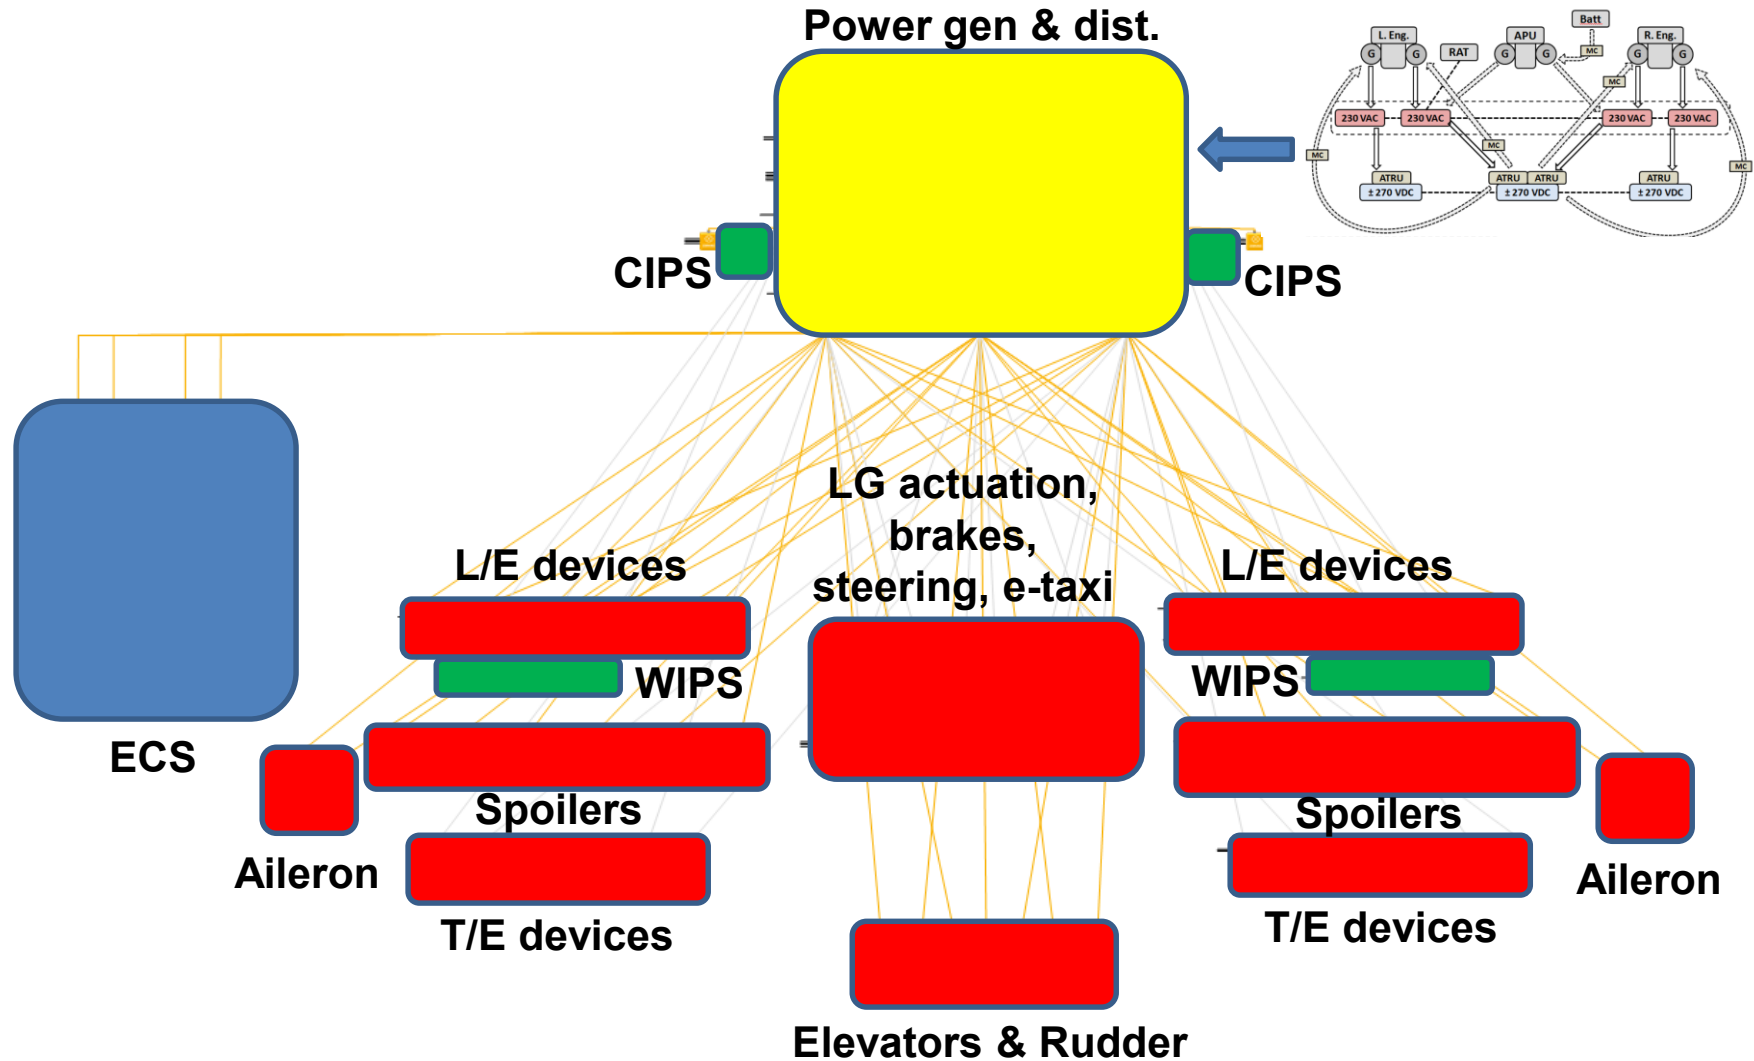 Power gen & dist.
Batt
L. Eng.
APU
R. Eng.
G
G
RAT
G
G
MC
G
G
MC
230 VAC
230 VAC
230 VAC
230 VAC
MC
MC
MC
ATRU
ATRU
ATRU
ATRU
± 270 VDC
± 270 VDC
± 270 VDC
CIPS
CIPS
LG actuation,
brakes,
steering, e-taxi
L/E devices
L/E devices
WIPS
WIPS
ECS
Spoilers
Spoilers
Aileron
Aileron
T/E devices
T/E devices
Elevators & Rudder